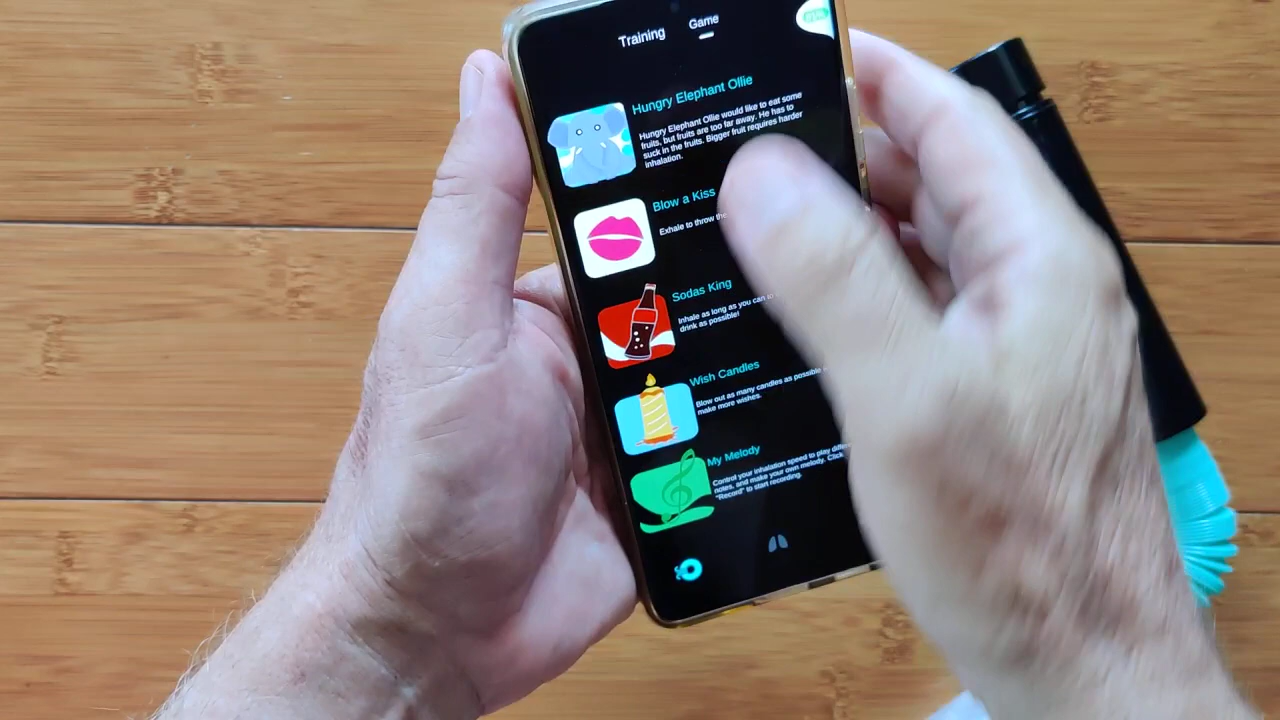 Training
Game
Hungry Elephant Ollie
Hungry Elephant Ollie would like to eat some
fruits, but fruits are too far away. He has to
suck in the fruits. Bigger fruit requires harder
inhalation.
Blow a Kiss
Exhale to throw
Sodas King
Inhale as long as you can
drink as possible!
Wish Candles
Blow out as many candles as possible
make more wishes.
My Melody
Control your inhalation speed to play
notes, and make your own melody. Click
"Record" to start recording.